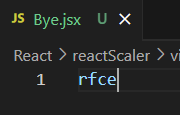 JS Bye.jsx U
React > reactScaler > vi
1 rfce